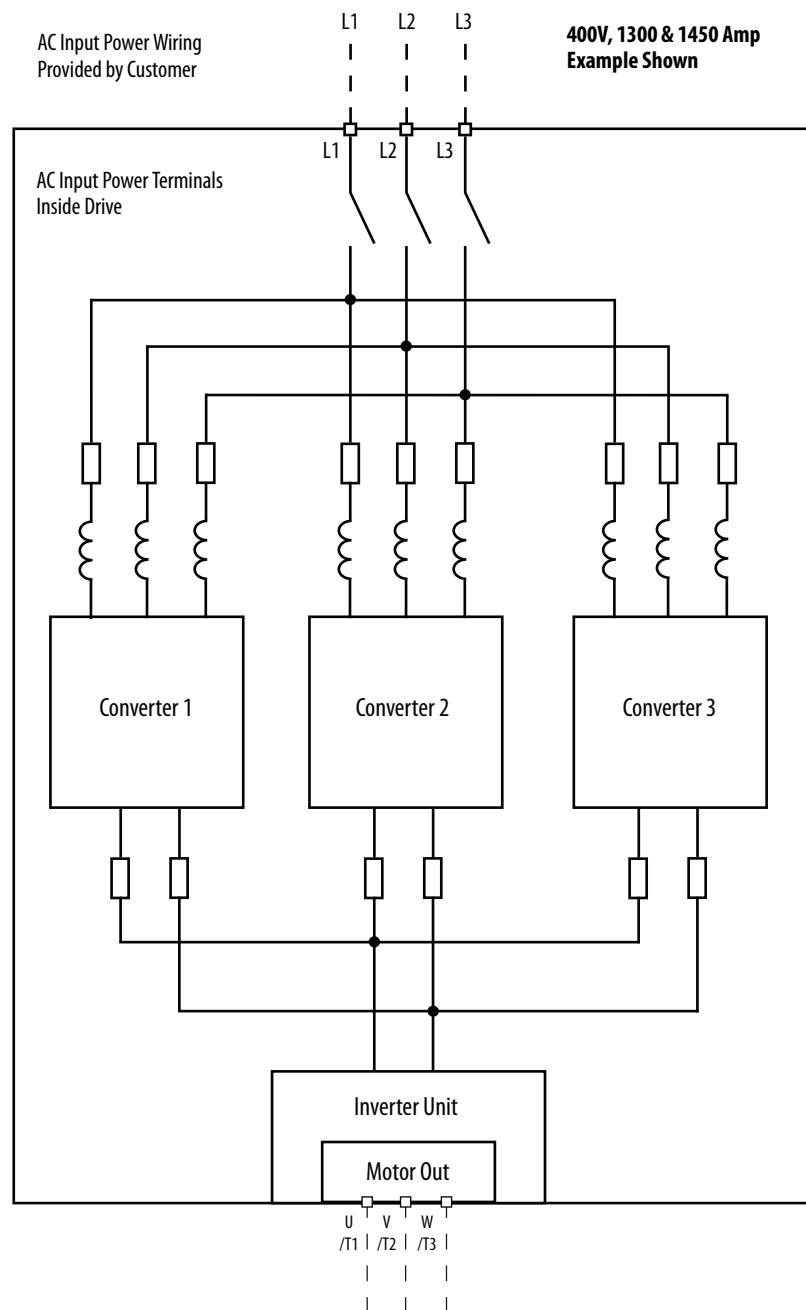 L1
L2
L3
AC Input Power Wiring
Provided by Customer
400V, 1300 & 1450 Amp
Example Shown
L1
L2
L3
AC Input Power Terminals
Inside Drive
Converter 1
Converter 2
Converter 3
Inverter Unit
Motor Out
U
/T1
V
/T2
W
/T3